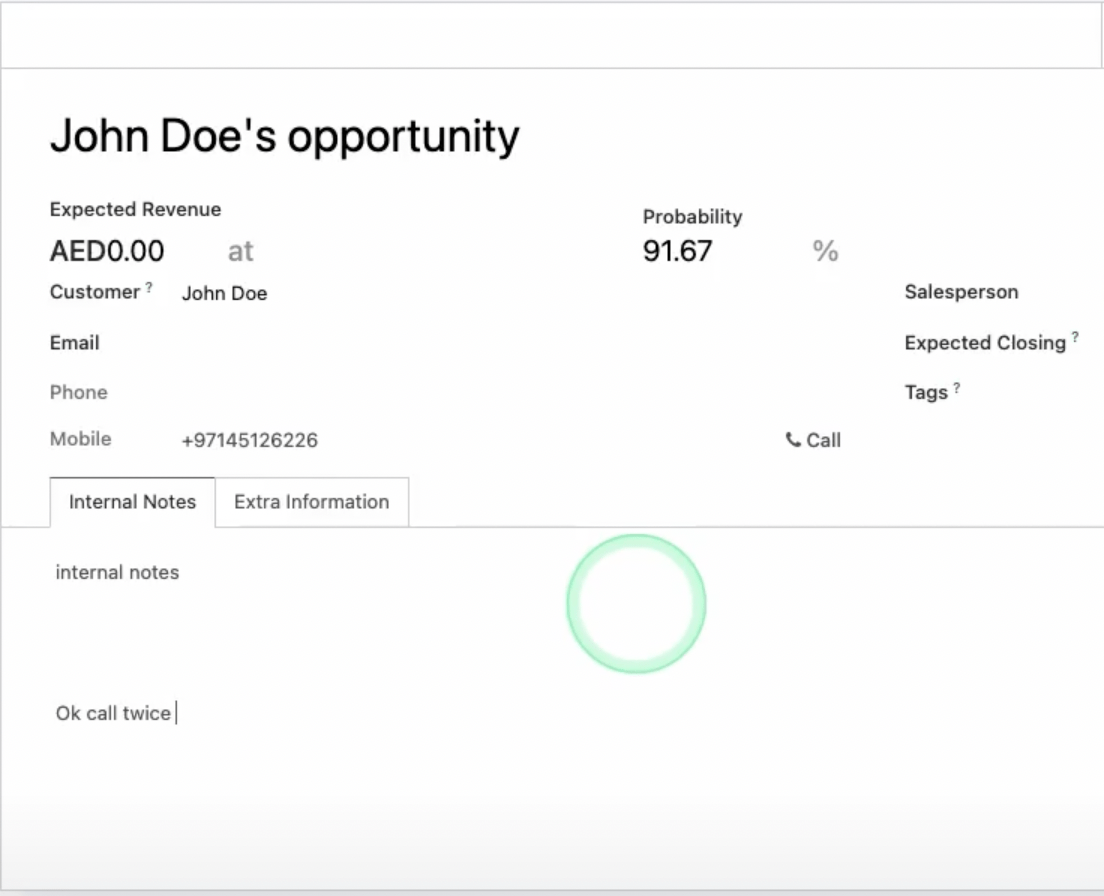 John Doe's opportunity
Expected Revenue
Probability
AED0.00 at
91.67 %
Customer ? John Doe
Salesperson
Email
Expected Closing ?
Phone
Tags ?
Mobile +97145126226 Call
Internal Notes Extra Information
internal notes
Ok call twice